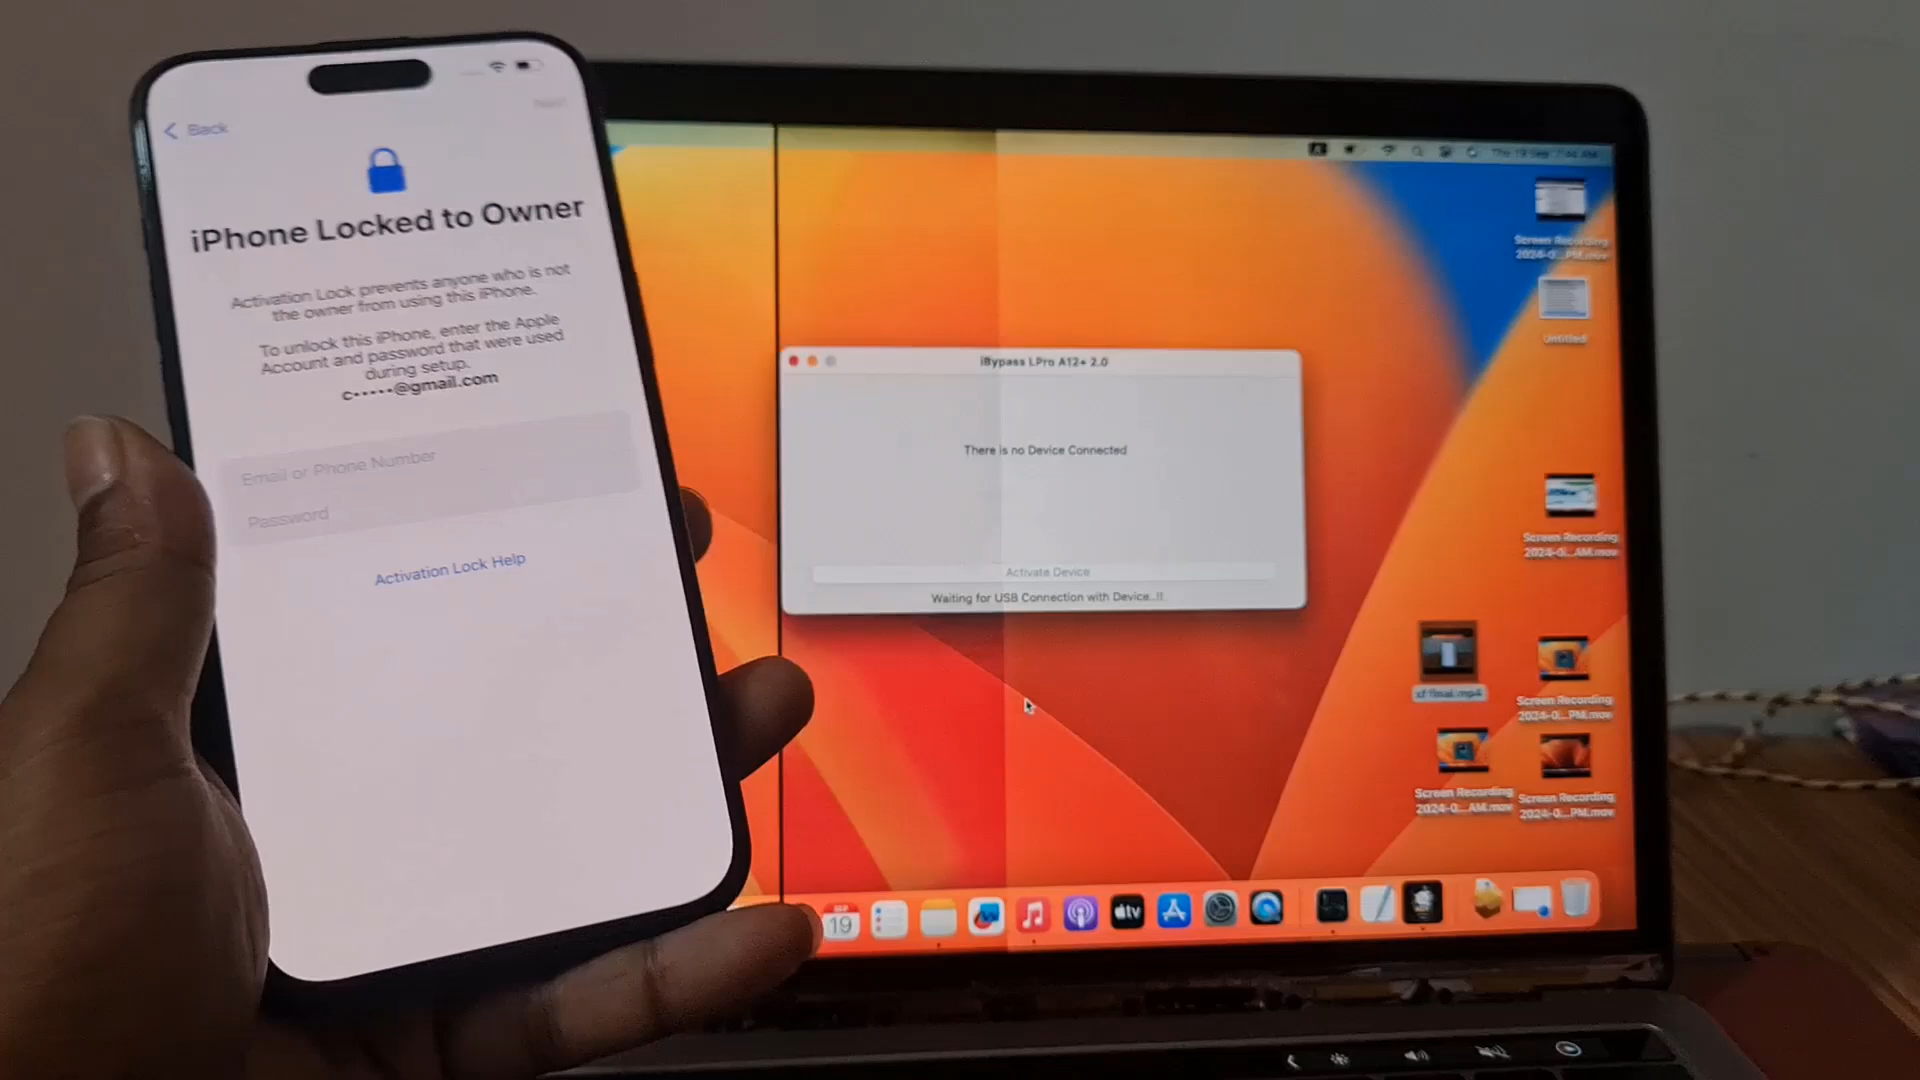 Back
Next
iPhone Locked to Owner
Activation Lock prevents anyone who is not
the owner from using this iPhone.
To unlock this iPhone, enter the Apple
Account and password that were used
during setup.
c•••••@gmail.com
Email or Phone Number
Password
Activation Lock Help
Thu 19 Sep
iBypass LPro A12+ 2.0
There is no Device Connected
Activate Device
Waiting for USB Connection with Device..!!
Screen Recording
2024-0...PM.mov
Untitled
Screen Recording
2024-0...AM.mov
xf final.mp4
Screen Recording
2024-0...PM.mov
Screen Recording
2024-0...AM.mov
Screen Recording
2024-0...PM.mov
SEP
19
tv